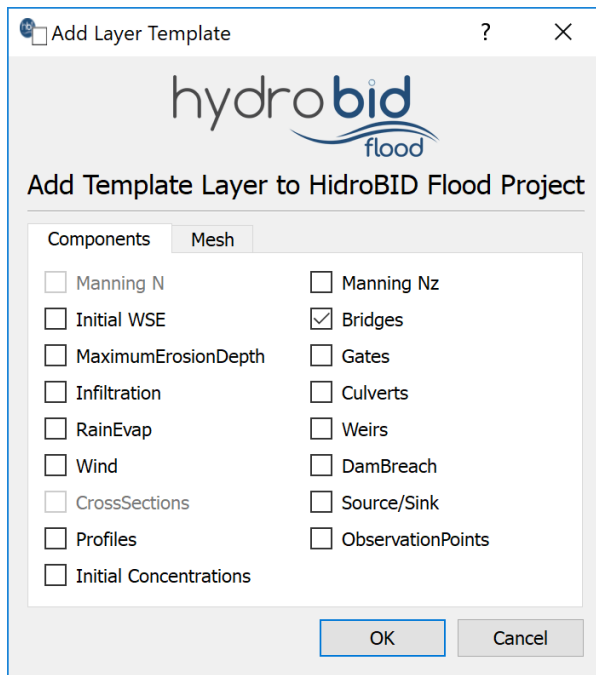 Add Layer Template
hydrobid
flood
Add Template Layer to HidroBID Flood Project
Components Mesh
Manning N Manning Nz
Initial WSE Bridges
MaximumErosionDepth Gates
Infiltration Culverts
RainEvap Weirs
Wind DamBreach
CrossSections Source/Sink
Profiles ObservationPoints
Initial Concentrations
OK Cancel